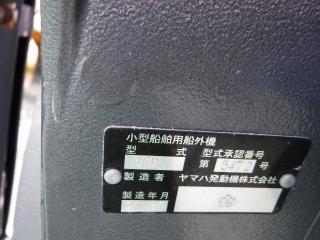 小型船舶用船外機
型 式 型式承認番号
第 号
製造者 ヤマハ発動機株式会社
製造年月